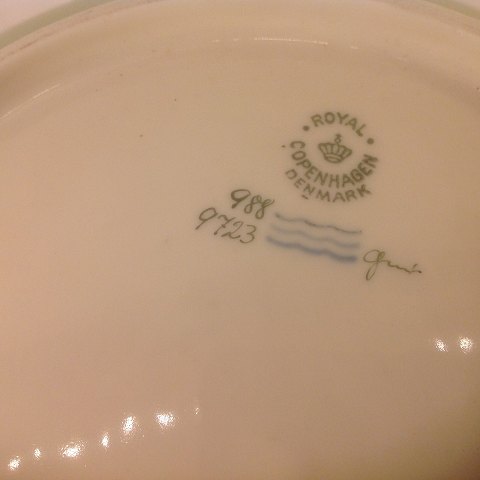 ROYAL
COPENHAGEN
DENMARK
988
9723